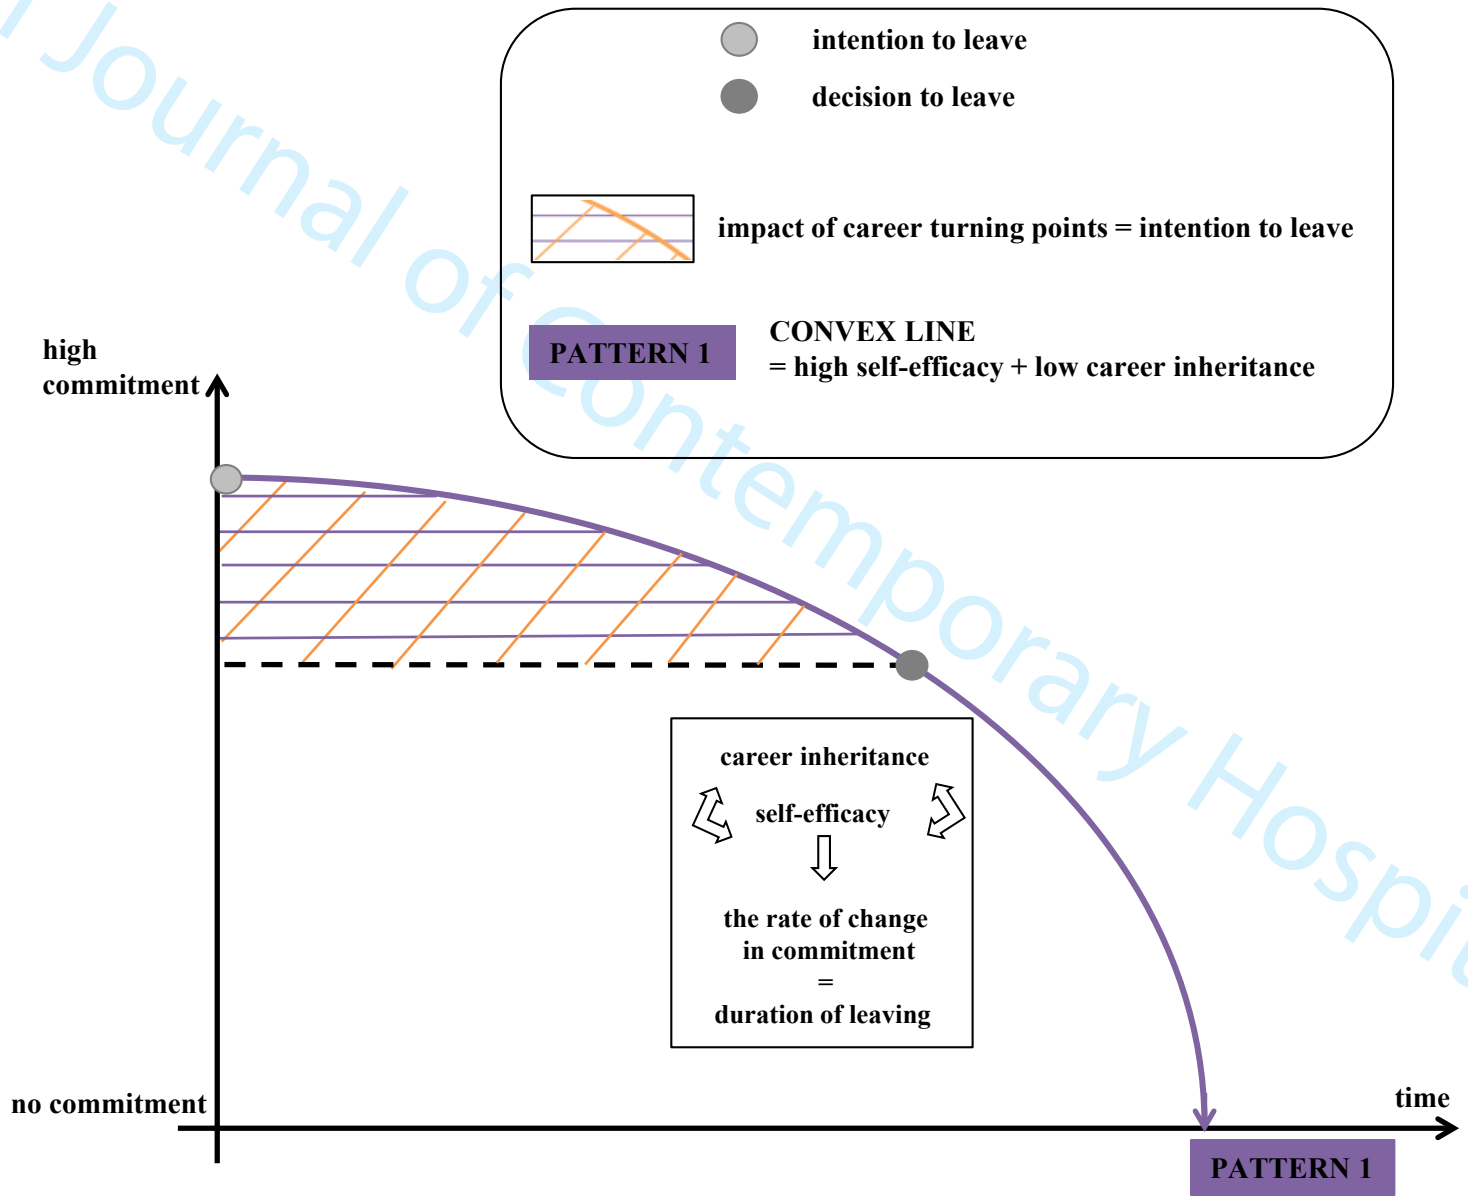 intention to leave
decision to leave
impact of career turning points = intention to leave
PATTERN 1
CONVEX LINE
= high self-efficacy + low career inheritance
high
commitment
career inheritance
self-efficacy
the rate of change
in commitment
=
duration of leaving
no commitment
time
PATTERN 1
Journal of Contemporary Hospit